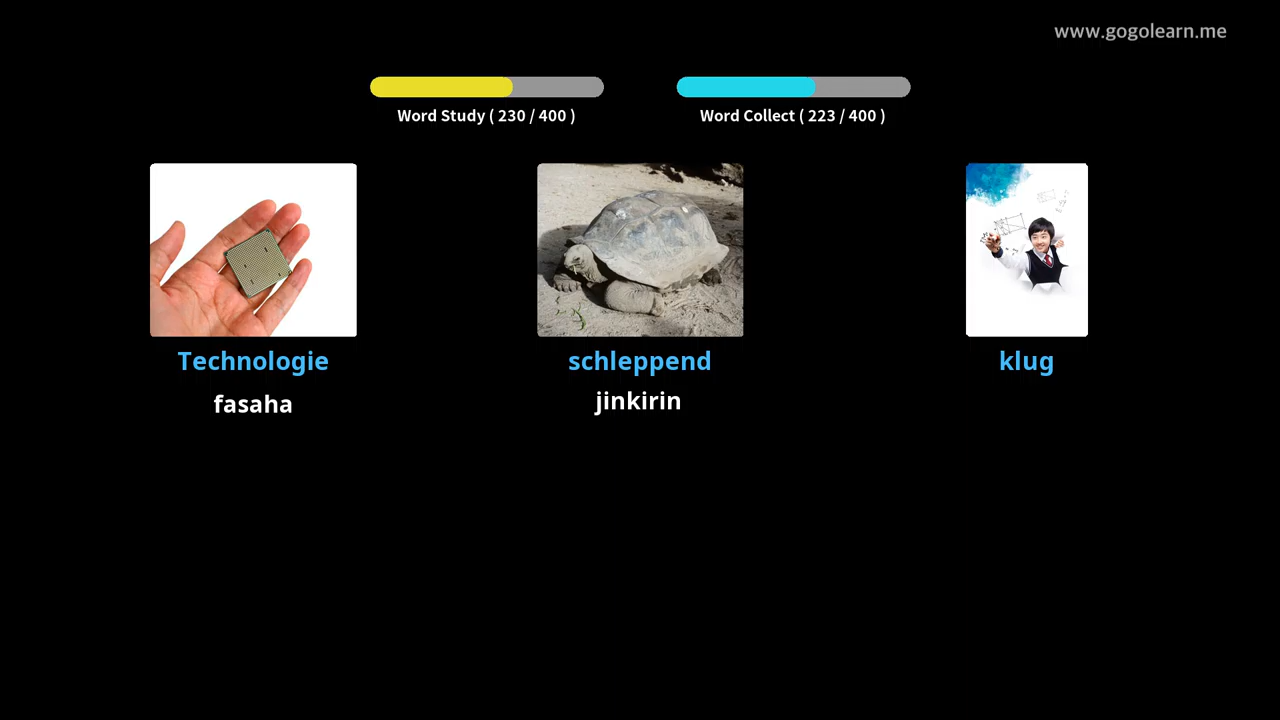 www.gogolearn.me
Word Study ( 230 / 400 )
Word Collect ( 223 / 400 )
Technologie
schleppend
klug
fasaha
jinkirin